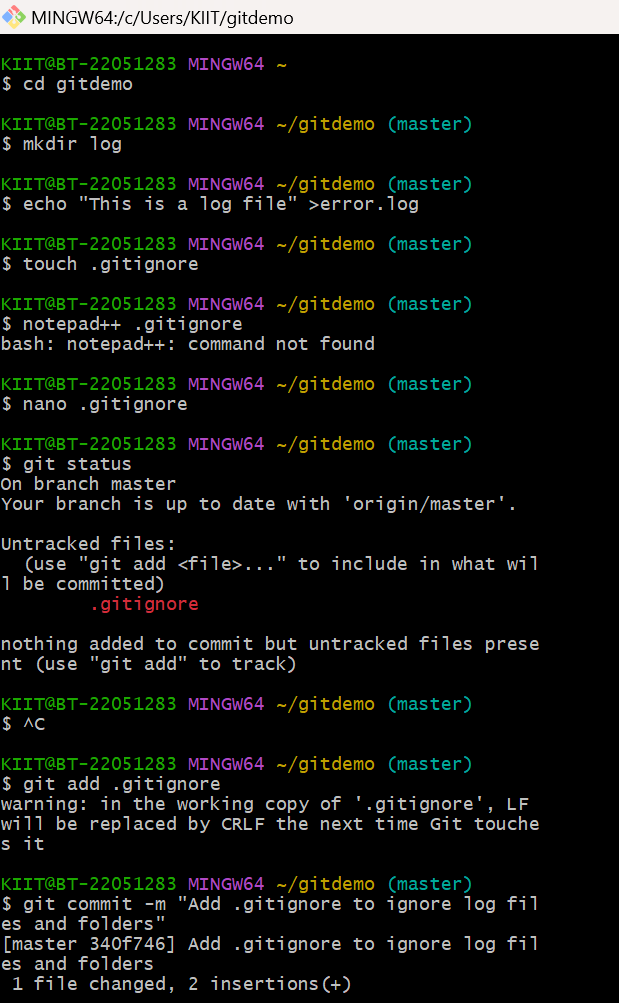 MINGW64:/c/Users/KIIT/gitdemo
KIIT@BT-22051283 MINGW64 ~
$ cd gitdemo
KIIT@BT-22051283 MINGW64 ~/gitdemo (master)
$ mkdir log
KIIT@BT-22051283 MINGW64 ~/gitdemo (master)
$ echo "This is a log file" >error.log
KIIT@BT-22051283 MINGW64 ~/gitdemo (master)
$ touch .gitignore
KIIT@BT-22051283 MINGW64 ~/gitdemo (master)
$ notepad++ .gitignore
bash: notepad++: command not found
KIIT@BT-22051283 MINGW64 ~/gitdemo (master)
$ nano .gitignore
KIIT@BT-22051283 MINGW64 ~/gitdemo (master)
$ git status
On branch master
Your branch is up to date with 'origin/master'.
Untracked files:
  (use "git add <file>..." to include in what wil
l be committed)
        .gitignore
nothing added to commit but untracked files prese
nt (use "git add" to track)
KIIT@BT-22051283 MINGW64 ~/gitdemo (master)
$ ^C
KIIT@BT-22051283 MINGW64 ~/gitdemo (master)
$ git add .gitignore
warning: in the working copy of '.gitignore', LF
will be replaced by CRLF the next time Git touche
s it
KIIT@BT-22051283 MINGW64 ~/gitdemo (master)
$ git commit -m "Add .gitignore to ignore log fil
es and folders"
[master 340f746] Add .gitignore to ignore log fil
es and folders
 1 file changed, 2 insertions(+)